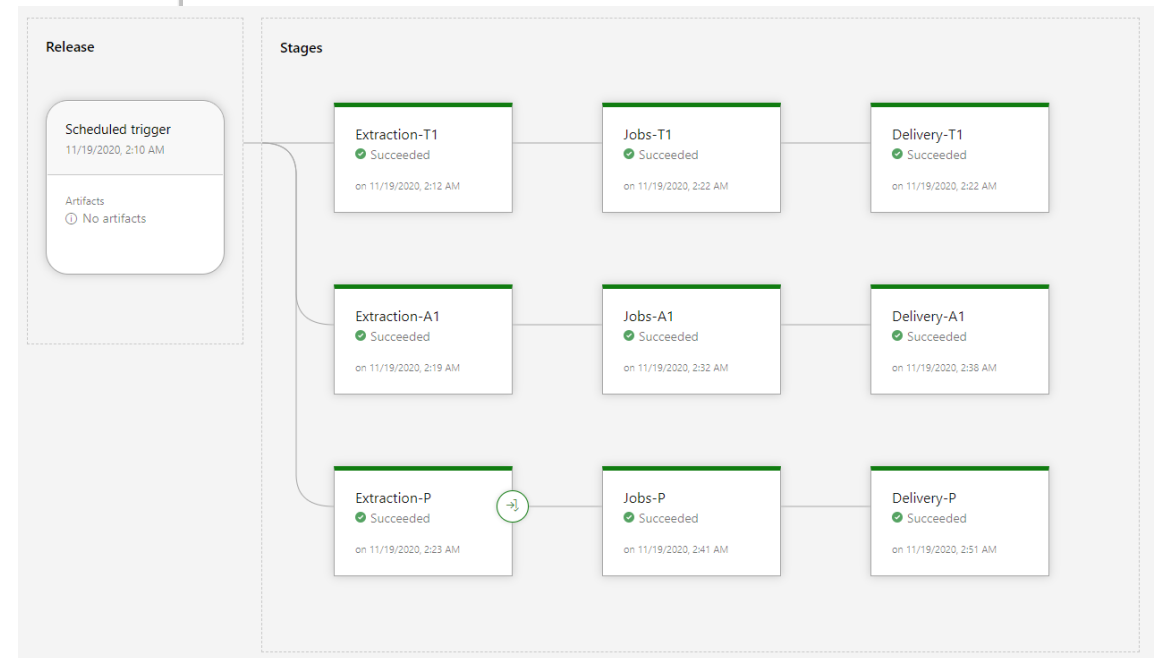 Release
Stages
Scheduled trigger
11/19/2020, 2:10 AM
Artifacts
No artifacts
Extraction-T1
Succeeded
on 11/19/2020, 2:12 AM
Jobs-T1
Succeeded
on 11/19/2020, 2:22 AM
Delivery-T1
Succeeded
on 11/19/2020, 2:22 AM
Extraction-A1
Succeeded
on 11/19/2020, 2:19 AM
Jobs-A1
Succeeded
on 11/19/2020, 2:32 AM
Delivery-A1
Succeeded
on 11/19/2020, 2:38 AM
Extraction-P
Succeeded
on 11/19/2020, 2:23 AM
Jobs-P
Succeeded
on 11/19/2020, 2:41 AM
Delivery-P
Succeeded
on 11/19/2020, 2:51 AM